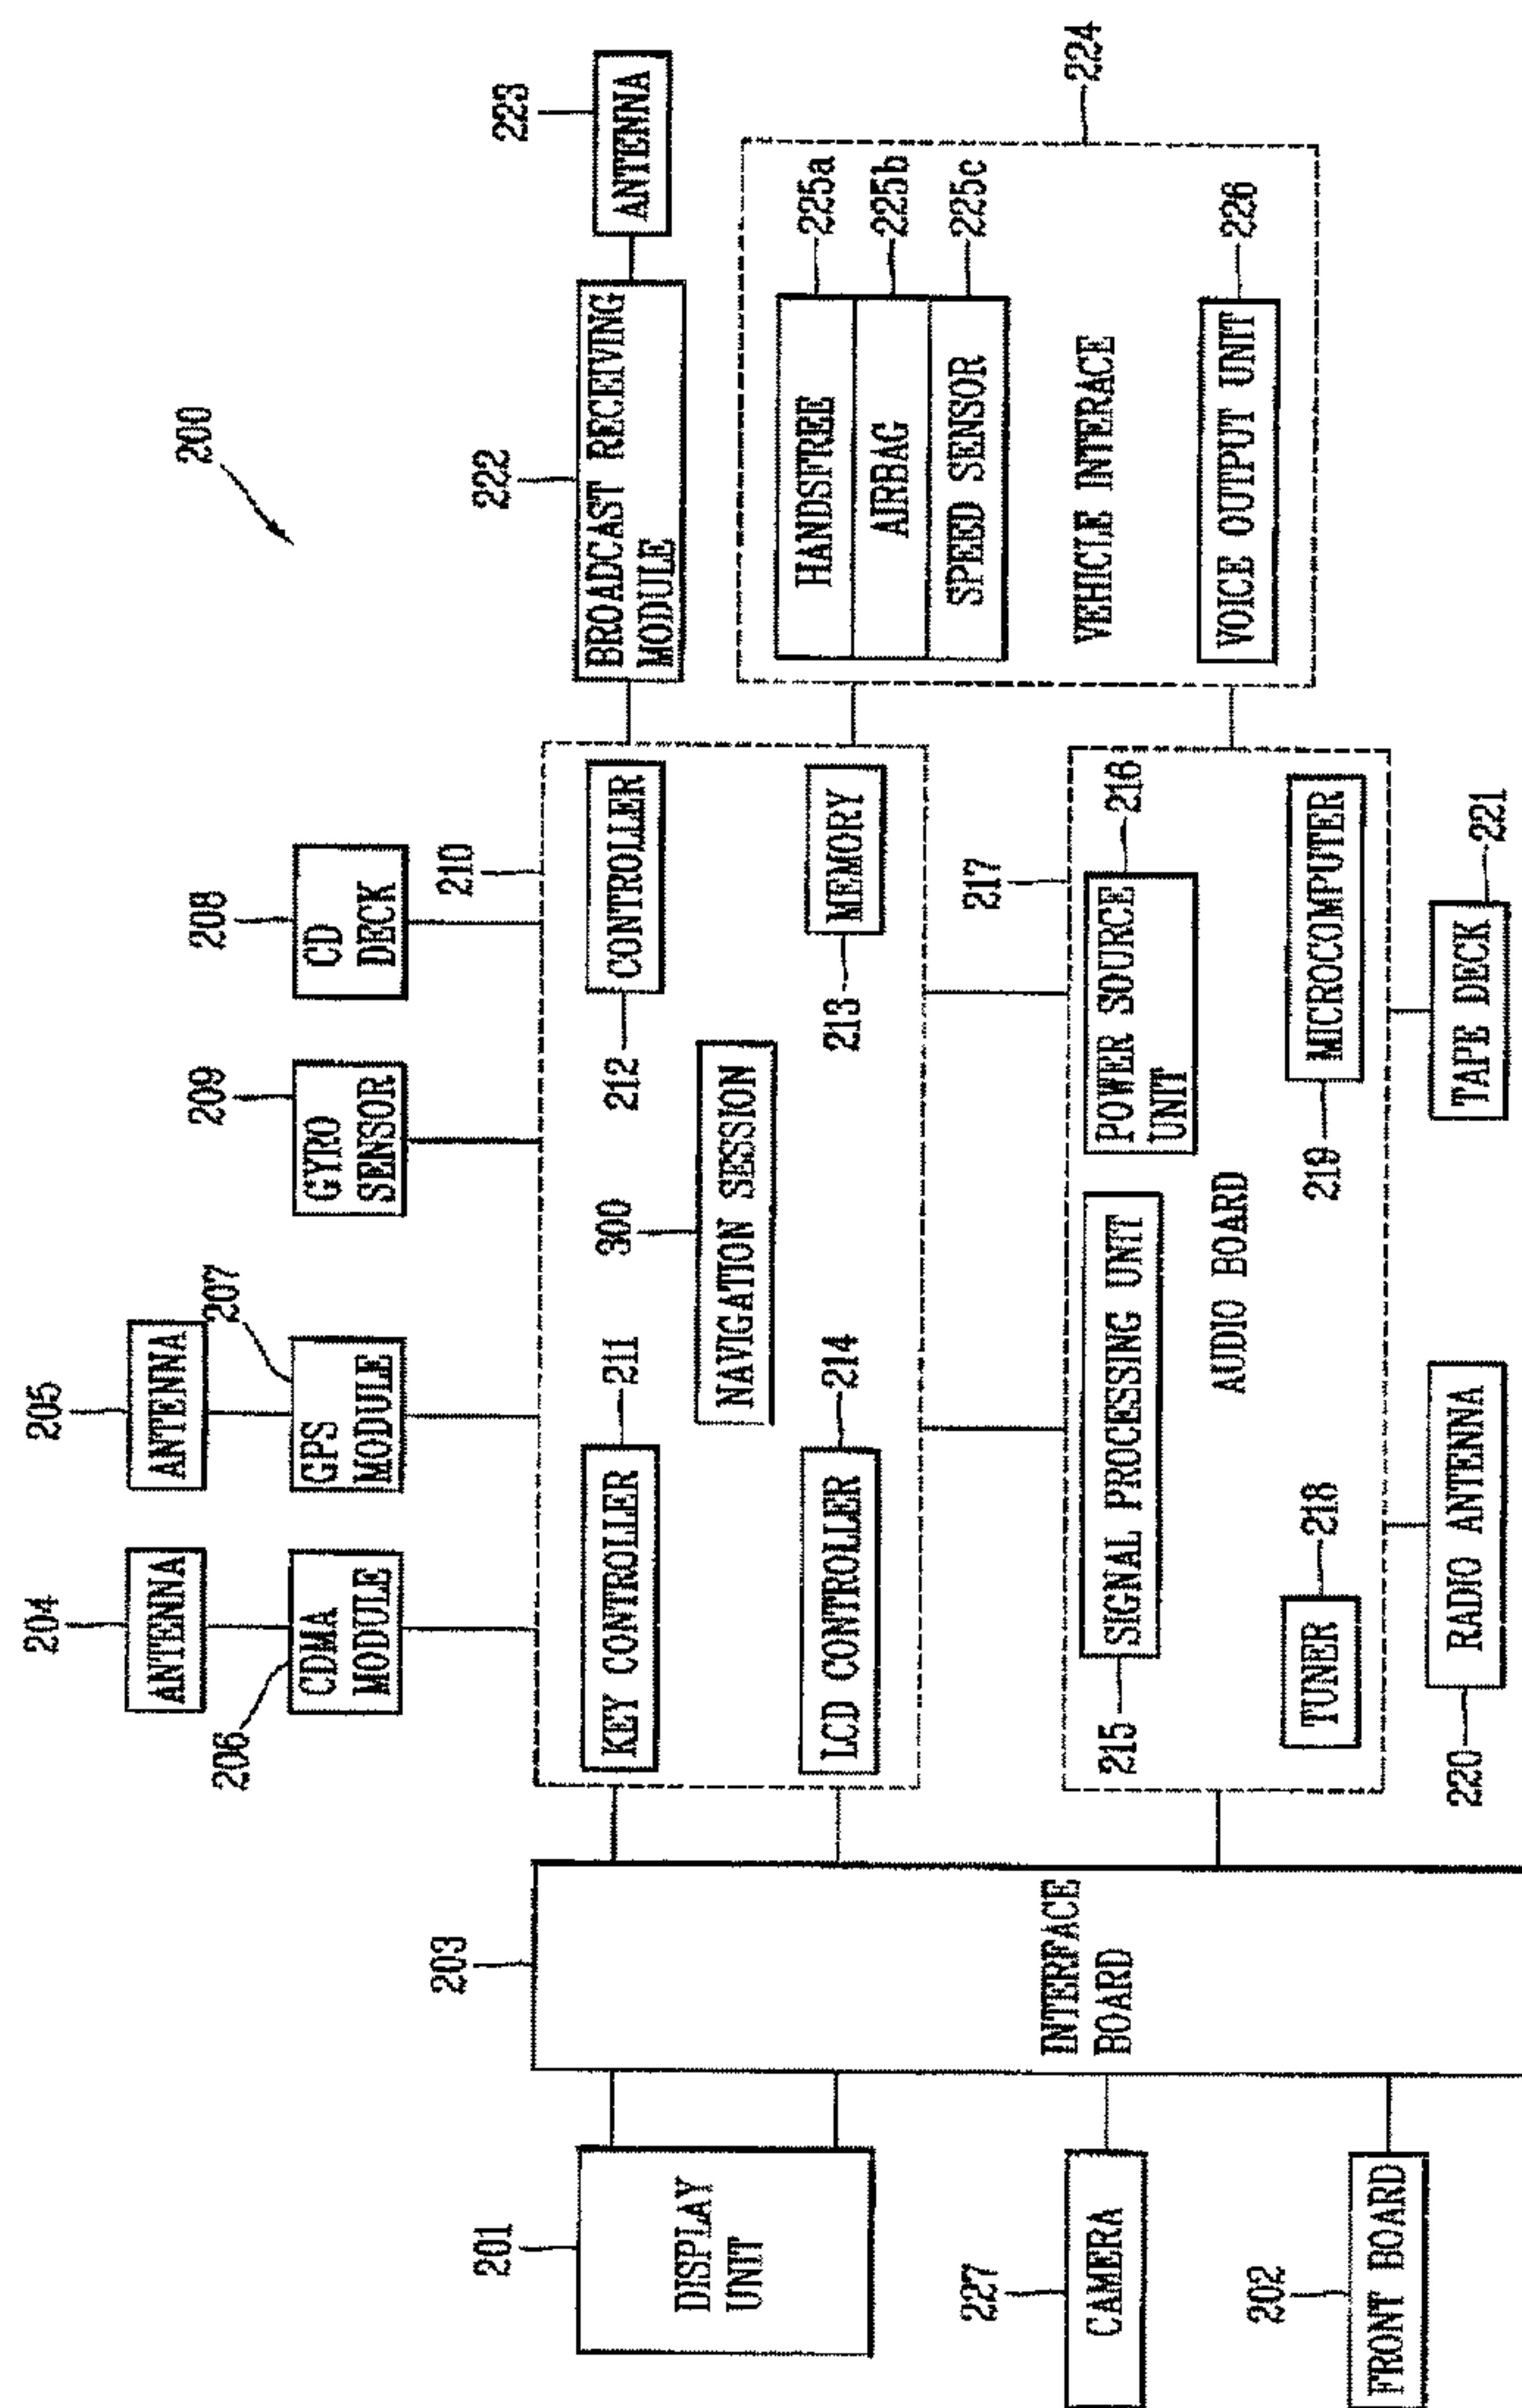 200
204
205
ANTENNA
ANTENNA
206
207
209
208
CDMA
MODULE
GPS
MODULE
GYRO
SENSOR
CD
DECK
203
210
222
223
201
DISPLAY
UNIT
KEY CONTROLLER
211
300
NAVIGATION SESSION
212
CONTROLLER
BROADCAST RECEIVING
MODULE
ANTENNA
LCD CONTROLLER
214
213
MEMORY
HANDSFREE
225a
AIRBAG
225b
SPEED SENSOR
225c
VEHICLE INTERACE
224
227
CAMERA
INTERFACE
BOARD
217
215
SIGNAL PROCESSING UNIT
POWER SOURCE
UNIT
216
AUDIO BOARD
VOICE OUTPUT UNIT
226
202
FRONT BOARD
TUNER
218
219
MICROCOMPUTER
220
RADIO ANTENNA
TAPE DECK
221